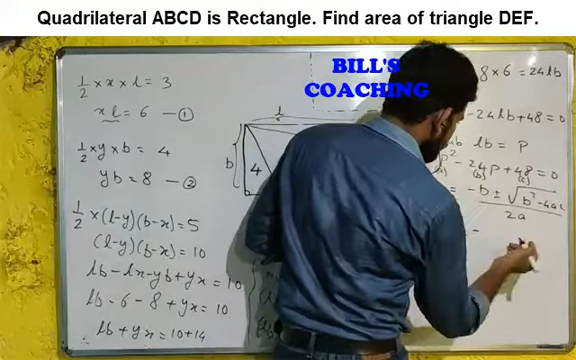 Quadrilateral ABCD is Rectangle. Find area of triangle DEF.
BILL'S
COACHING
1/2 × x × l = 3
xl = 6 — ①
1/2 × y × b = 4
yb = 8 — ②
1/2 × (l-y)(b-x) = 5
(l-y)(b-x) = 10
lb - lx - yb + yx = 10
lb - 6 - 8 + yx = 10
∴ lb + yx = 10 + 14
l
b
4
8 × 6 = 24lb
- 24lb + 48 = 0
lb = P
p² - 24p + 48 = 0
(b) (c)
= -b ± √b² - 4ac
2a